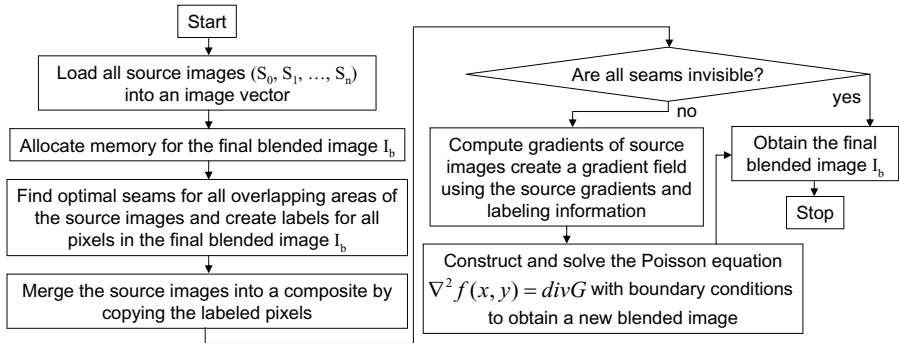 Start
Load all source images (S₀, S₁, …, Sₙ)
into an image vector
Allocate memory for the final blended image I_b
Find optimal seams for all overlapping areas
of the source images and create labels for all
pixels in the final blended image I_b
Merge the source images into a composite by
copying the labeled pixels
Are all seams invisible?
no
yes
Compute gradients of source
images create a gradient field
using the source gradients and
labeling information
Construct and solve the Poisson equation
∇² f(x, y) = divG with boundary conditions
to obtain a new blended image
Obtain the final
blended image I_b
Stop